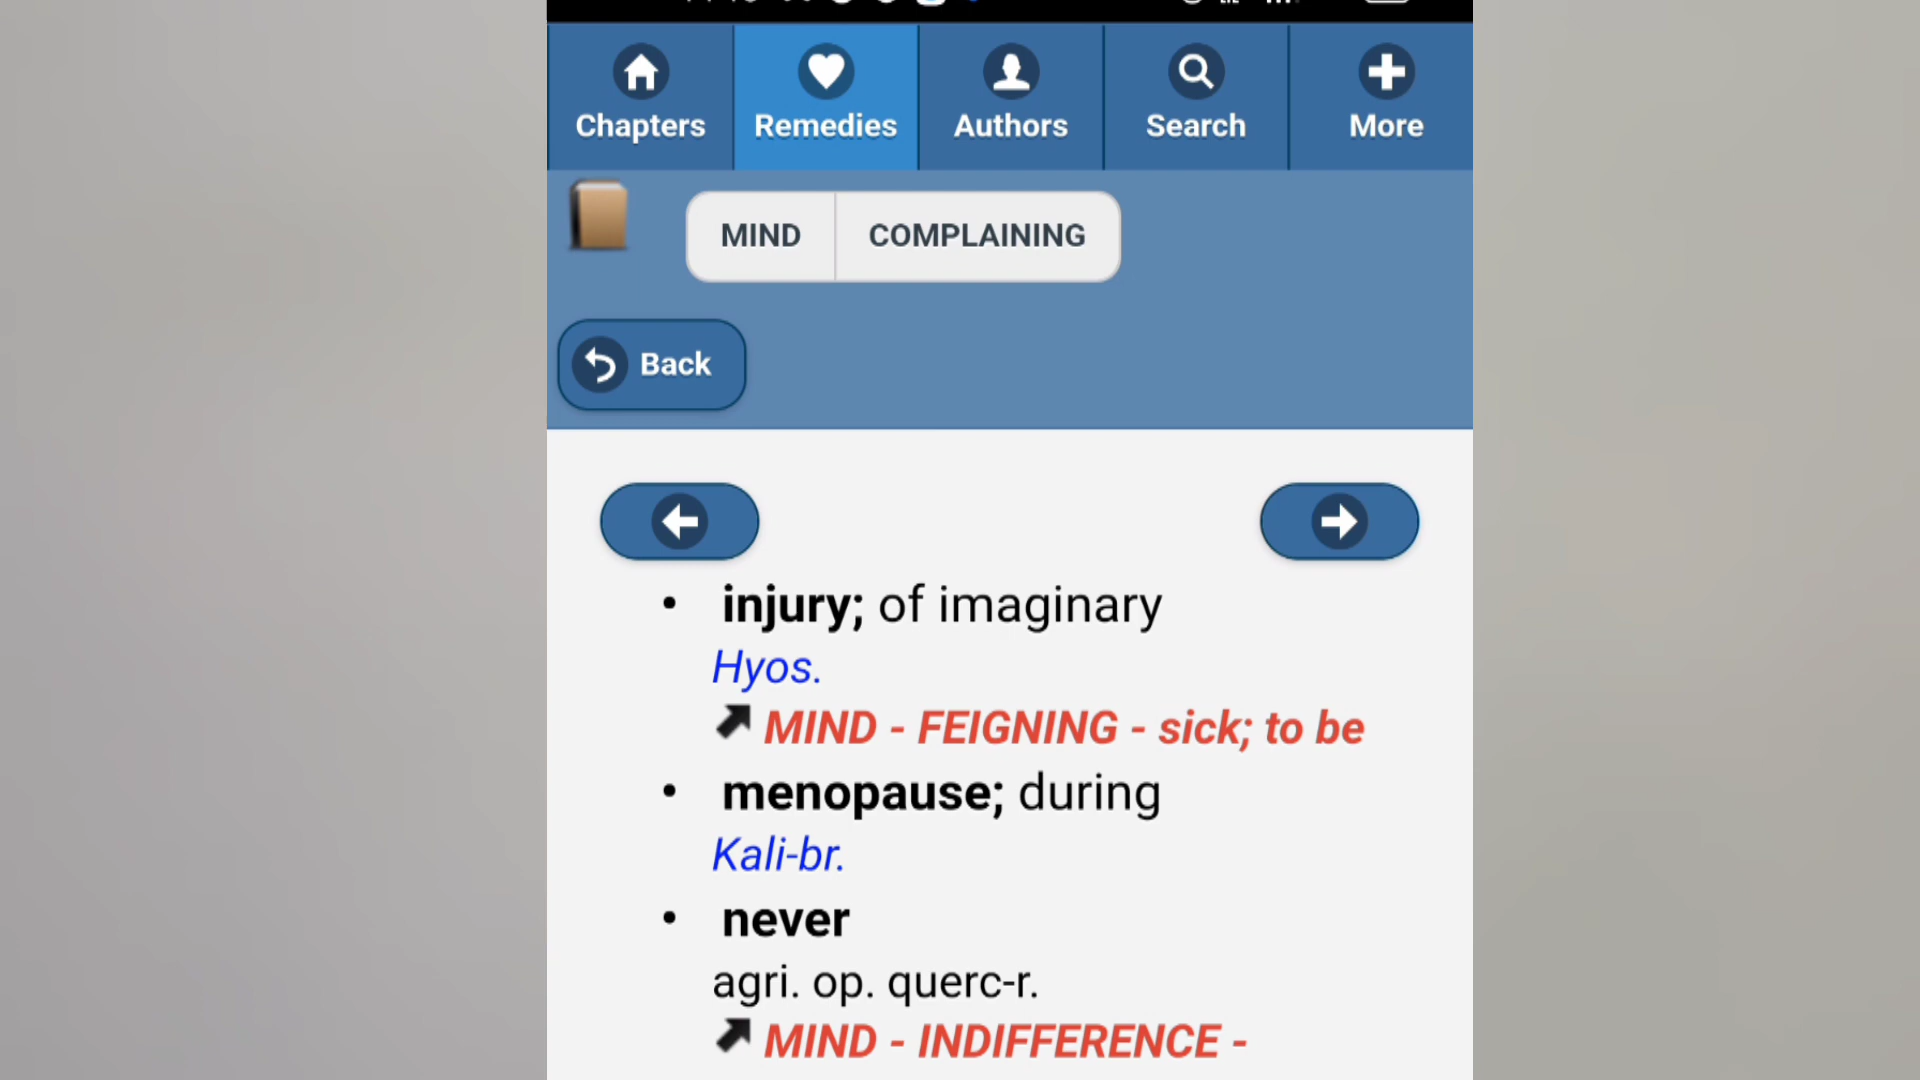 Chapters Remedies Authors Search More
MIND COMPLAINING
Back
injury; of imaginary
Hyos.
MIND - FEIGNING - sick; to be
menopause; during
Kali-br.
never
agri. op. querc-r.
MIND - INDIFFERENCE -